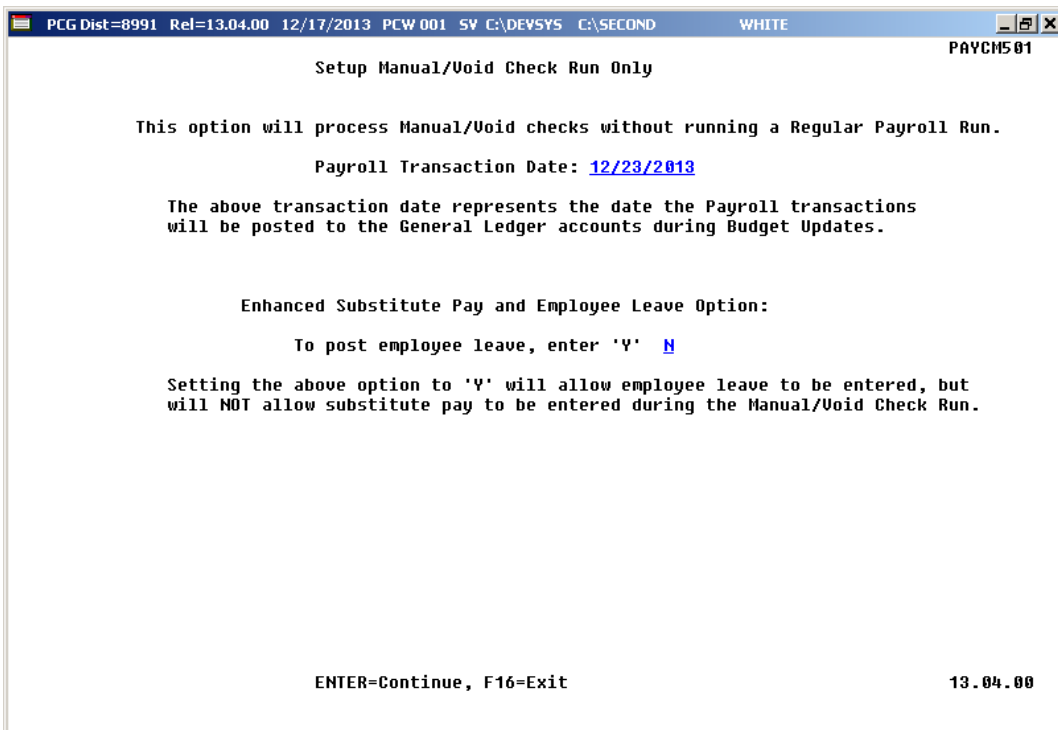 PCG Dist=8991 Rel=13.04.00 12/17/2013 PCW 001 SV C:\DEVSYS C:\SECOND WHITE
PAYCM501
Setup Manual/Void Check Run Only
This option will process Manual/Void checks without running a Regular Payroll Run.
Payroll Transaction Date: 12/23/2013
The above transaction date represents the date the Payroll transactions
will be posted to the General Ledger accounts during Budget Updates.
Enhanced Substitute Pay and Employee Leave Option:
To post employee leave, enter 'Y' N
Setting the above option to 'Y' will allow employee leave to be entered, but
will NOT allow substitute pay to be entered during the Manual/Void Check Run.
ENTER=Continue, F16=Exit 13.04.00